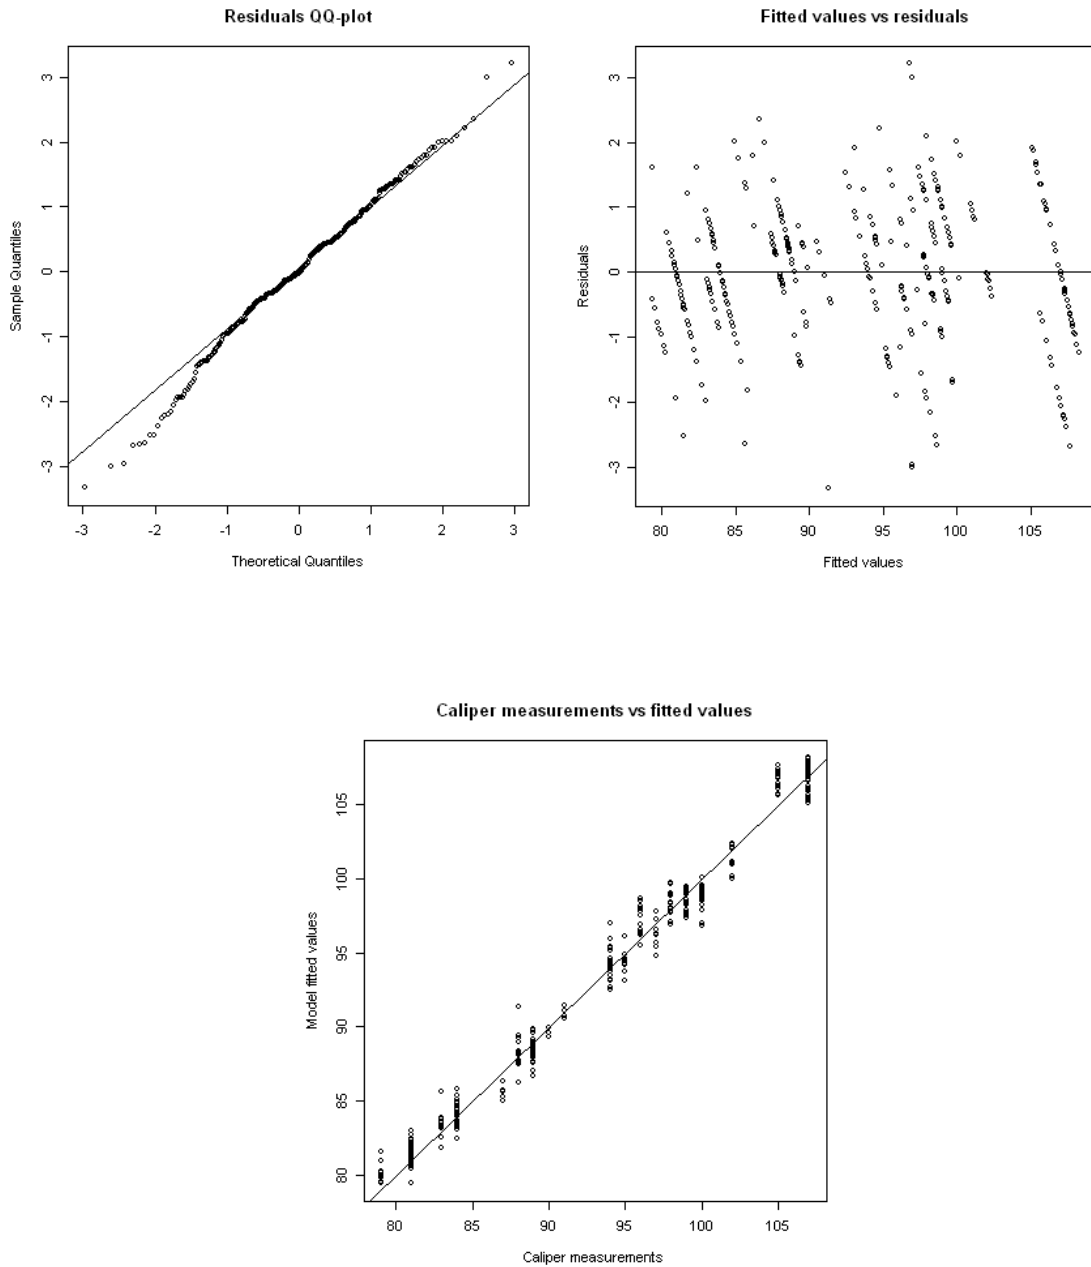 Residuals QQ-plot
Sample Quantiles
3
2
1
0
-1
-2
-3
-3 -2 -1 0 1 2 3
Theoretical Quantiles
Fitted values vs residuals
Residuals
3
2
1
0
-1
-2
-3
80 85 90 95 100 105
Fitted values
Caliper measurements vs fitted values
Model fitted values
105
100
95
90
85
80
80 85 90 95 100 105
Caliper measurements